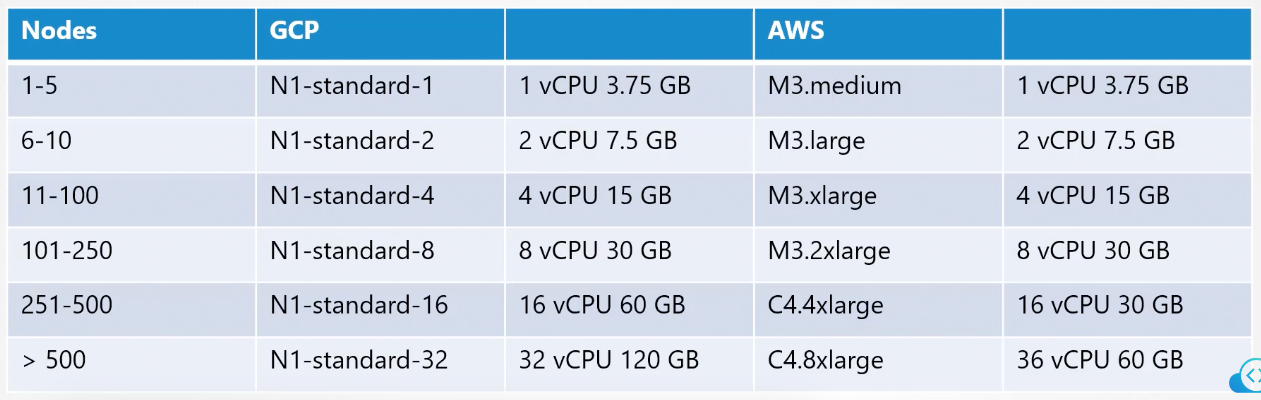 Nodes GCP AWS
1-5 N1-standard-1 1 vCPU 3.75 GB M3.medium 1 vCPU 3.75 GB
6-10 N1-standard-2 2 vCPU 7.5 GB M3.large 2 vCPU 7.5 GB
11-100 N1-standard-4 4 vCPU 15 GB M3.xlarge 4 vCPU 15 GB
101-250 N1-standard-8 8 vCPU 30 GB M3.2xlarge 8 vCPU 30 GB
251-500 N1-standard-16 16 vCPU 60 GB C4.4xlarge 16 vCPU 30 GB
> 500 N1-standard-32 32 vCPU 120 GB C4.8xlarge 36 vCPU 60 GB